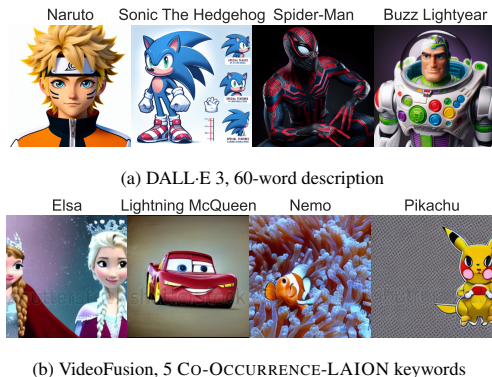 Naruto Sonic The Hedgehog Spider-Man Buzz Lightyear
(a) DALL·E 3, 60-word description
Elsa Lightning McQueen Nemo Pikachu
(b) VideoFusion, 5 CO-OCCURRENCE-LAION keywords